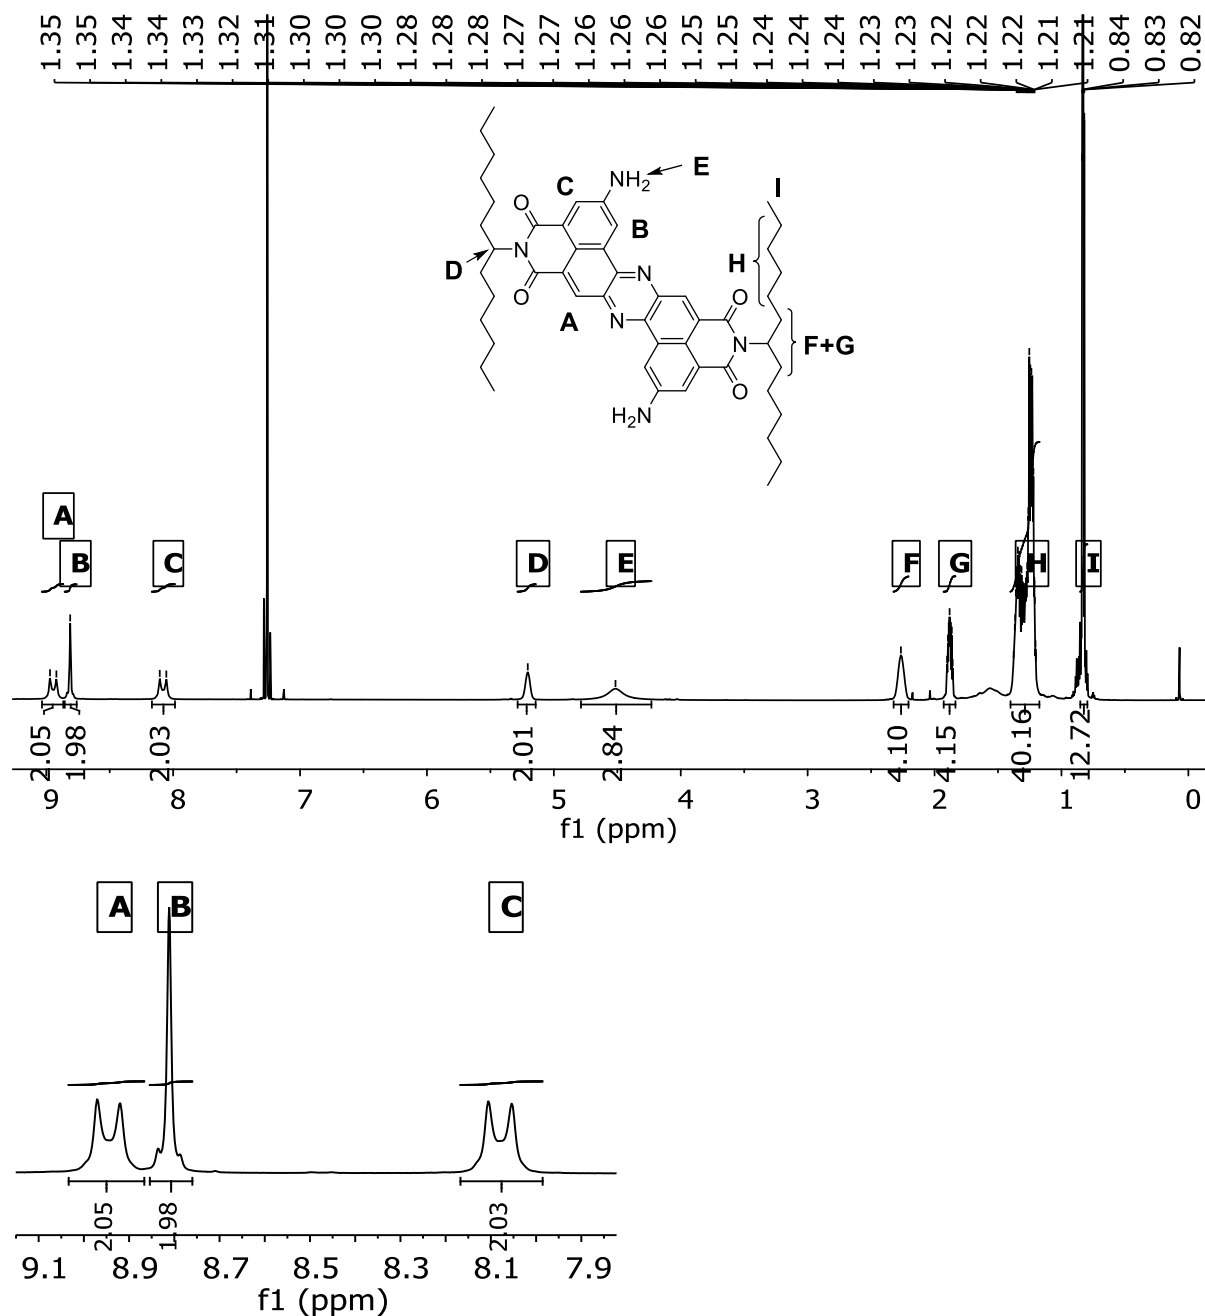 1.35 1.35 1.34 1.34 1.33 1.32 1.31 1.30 1.30 1.30 1.28 1.28 1.28 1.27 1.27 1.26 1.26 1.26 1.25 1.25 1.24 1.24 1.24 1.23 1.23 1.22 1.22 1.22 1.21 1.21 0.84 0.83 0.82
NH2 E
C
I
O
B
N
D
N
H
O
A
N
O
N
F+G
O
H2N
A
B C D E F G H I
2.05 1.98 2.03 2.01 2.84 4.10 4.15 40.16 12.72
9 8 7 6 5 4 3 2 1 0
f1 (ppm)
A B C
2.05 1.98 2.03
9.1 8.9 8.7 8.5 8.3 8.1 7.9
f1 (ppm)